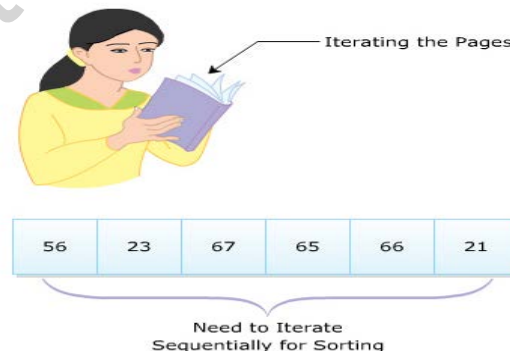 Iterating the Pages
56 23 67 65 66 21
Need to Iterate
Sequentially for Sorting